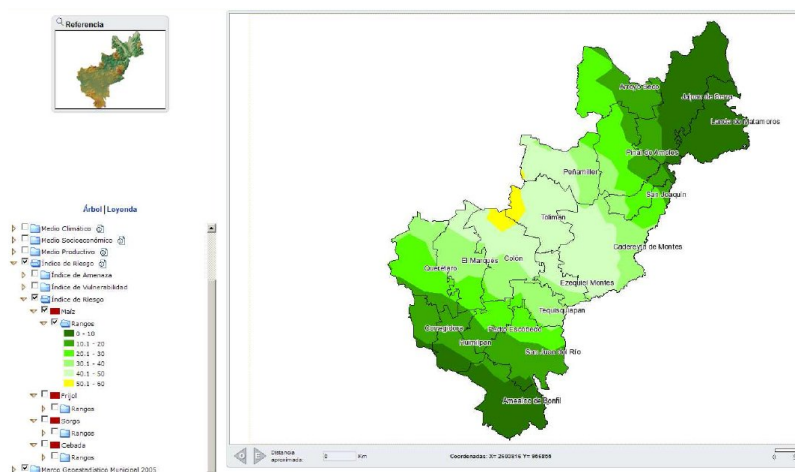 Referencia
Árbol|Leyenda
Medio Climático
Medio Socioeconómico
Medio Productivo
Índices de Riesgo
Índice de Amenaza
Índice de Vulnerabilidad
Índice de Riesgo
Maíz
Rangos
0 - 10
10.1 - 20
20.1 - 30
30.1 - 40
40.1 - 50
50.1 - 60
Frijol
Rangos
Sorgo
Rangos
Cebada
Rangos
Marco Geoestadístico Municipal 2005
Arroyo Seco
Jalpan de Serra
Landa de Matamoros
Pinal de Amoles
San Joaquín
Peñamiller
Tolimán
Cadereyta de Montes
Colón
El Marqués
Querétaro
Ezequiel Montes
Tequisquiapan
Corregidora
Pedro Escobedo
Huimilpan
San Juan del Río
Amealco de Bonfil
Distancia aproximada:
0
Km
Coordenadas: X=
Y=
0